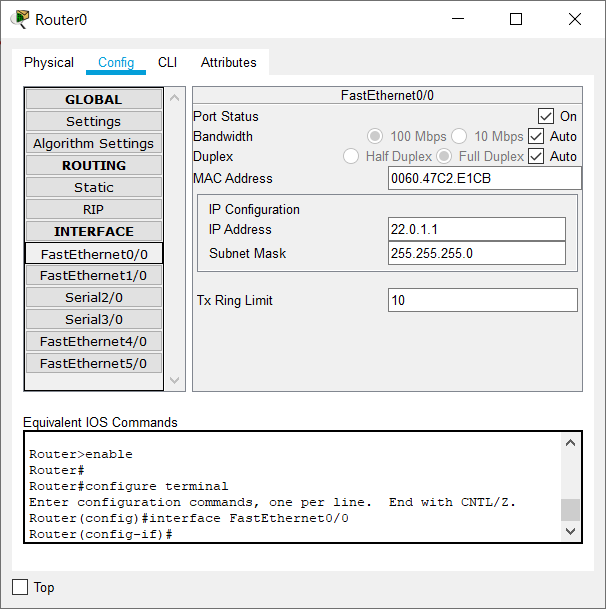 Router0
Physical Config CLI Attributes
GLOBAL
Settings
Algorithm Settings
ROUTING
Static
RIP
INTERFACE
FastEthernet0/0
FastEthernet1/0
Serial2/0
Serial3/0
FastEthernet4/0
FastEthernet5/0
FastEthernet0/0
Port Status On
Bandwidth 100 Mbps 10 Mbps Auto
Duplex Half Duplex Full Duplex Auto
MAC Address 0060.47C2.E1CB
IP Configuration
IP Address 22.0.1.1
Subnet Mask 255.255.255.0
Tx Ring Limit 10
Equivalent IOS Commands
Router>enable
Router#
Router#configure terminal
Enter configuration commands, one per line.  End with CNTL/Z.
Router(config)#interface FastEthernet0/0
Router(config-if)#
Top